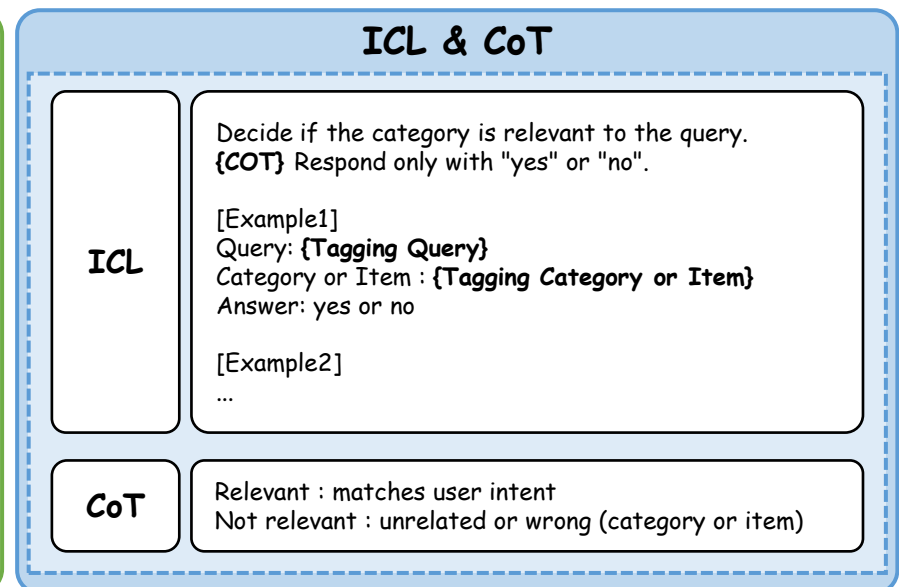 ICL & CoT
ICL
Decide if the category is relevant to the query.
{COT} Respond only with "yes" or "no".
[Example1]
Query: {Tagging Query}
Category or Item : {Tagging Category or Item}
Answer: yes or no
[Example2]
...
CoT
Relevant : matches user intent
Not relevant : unrelated or wrong (category or item)